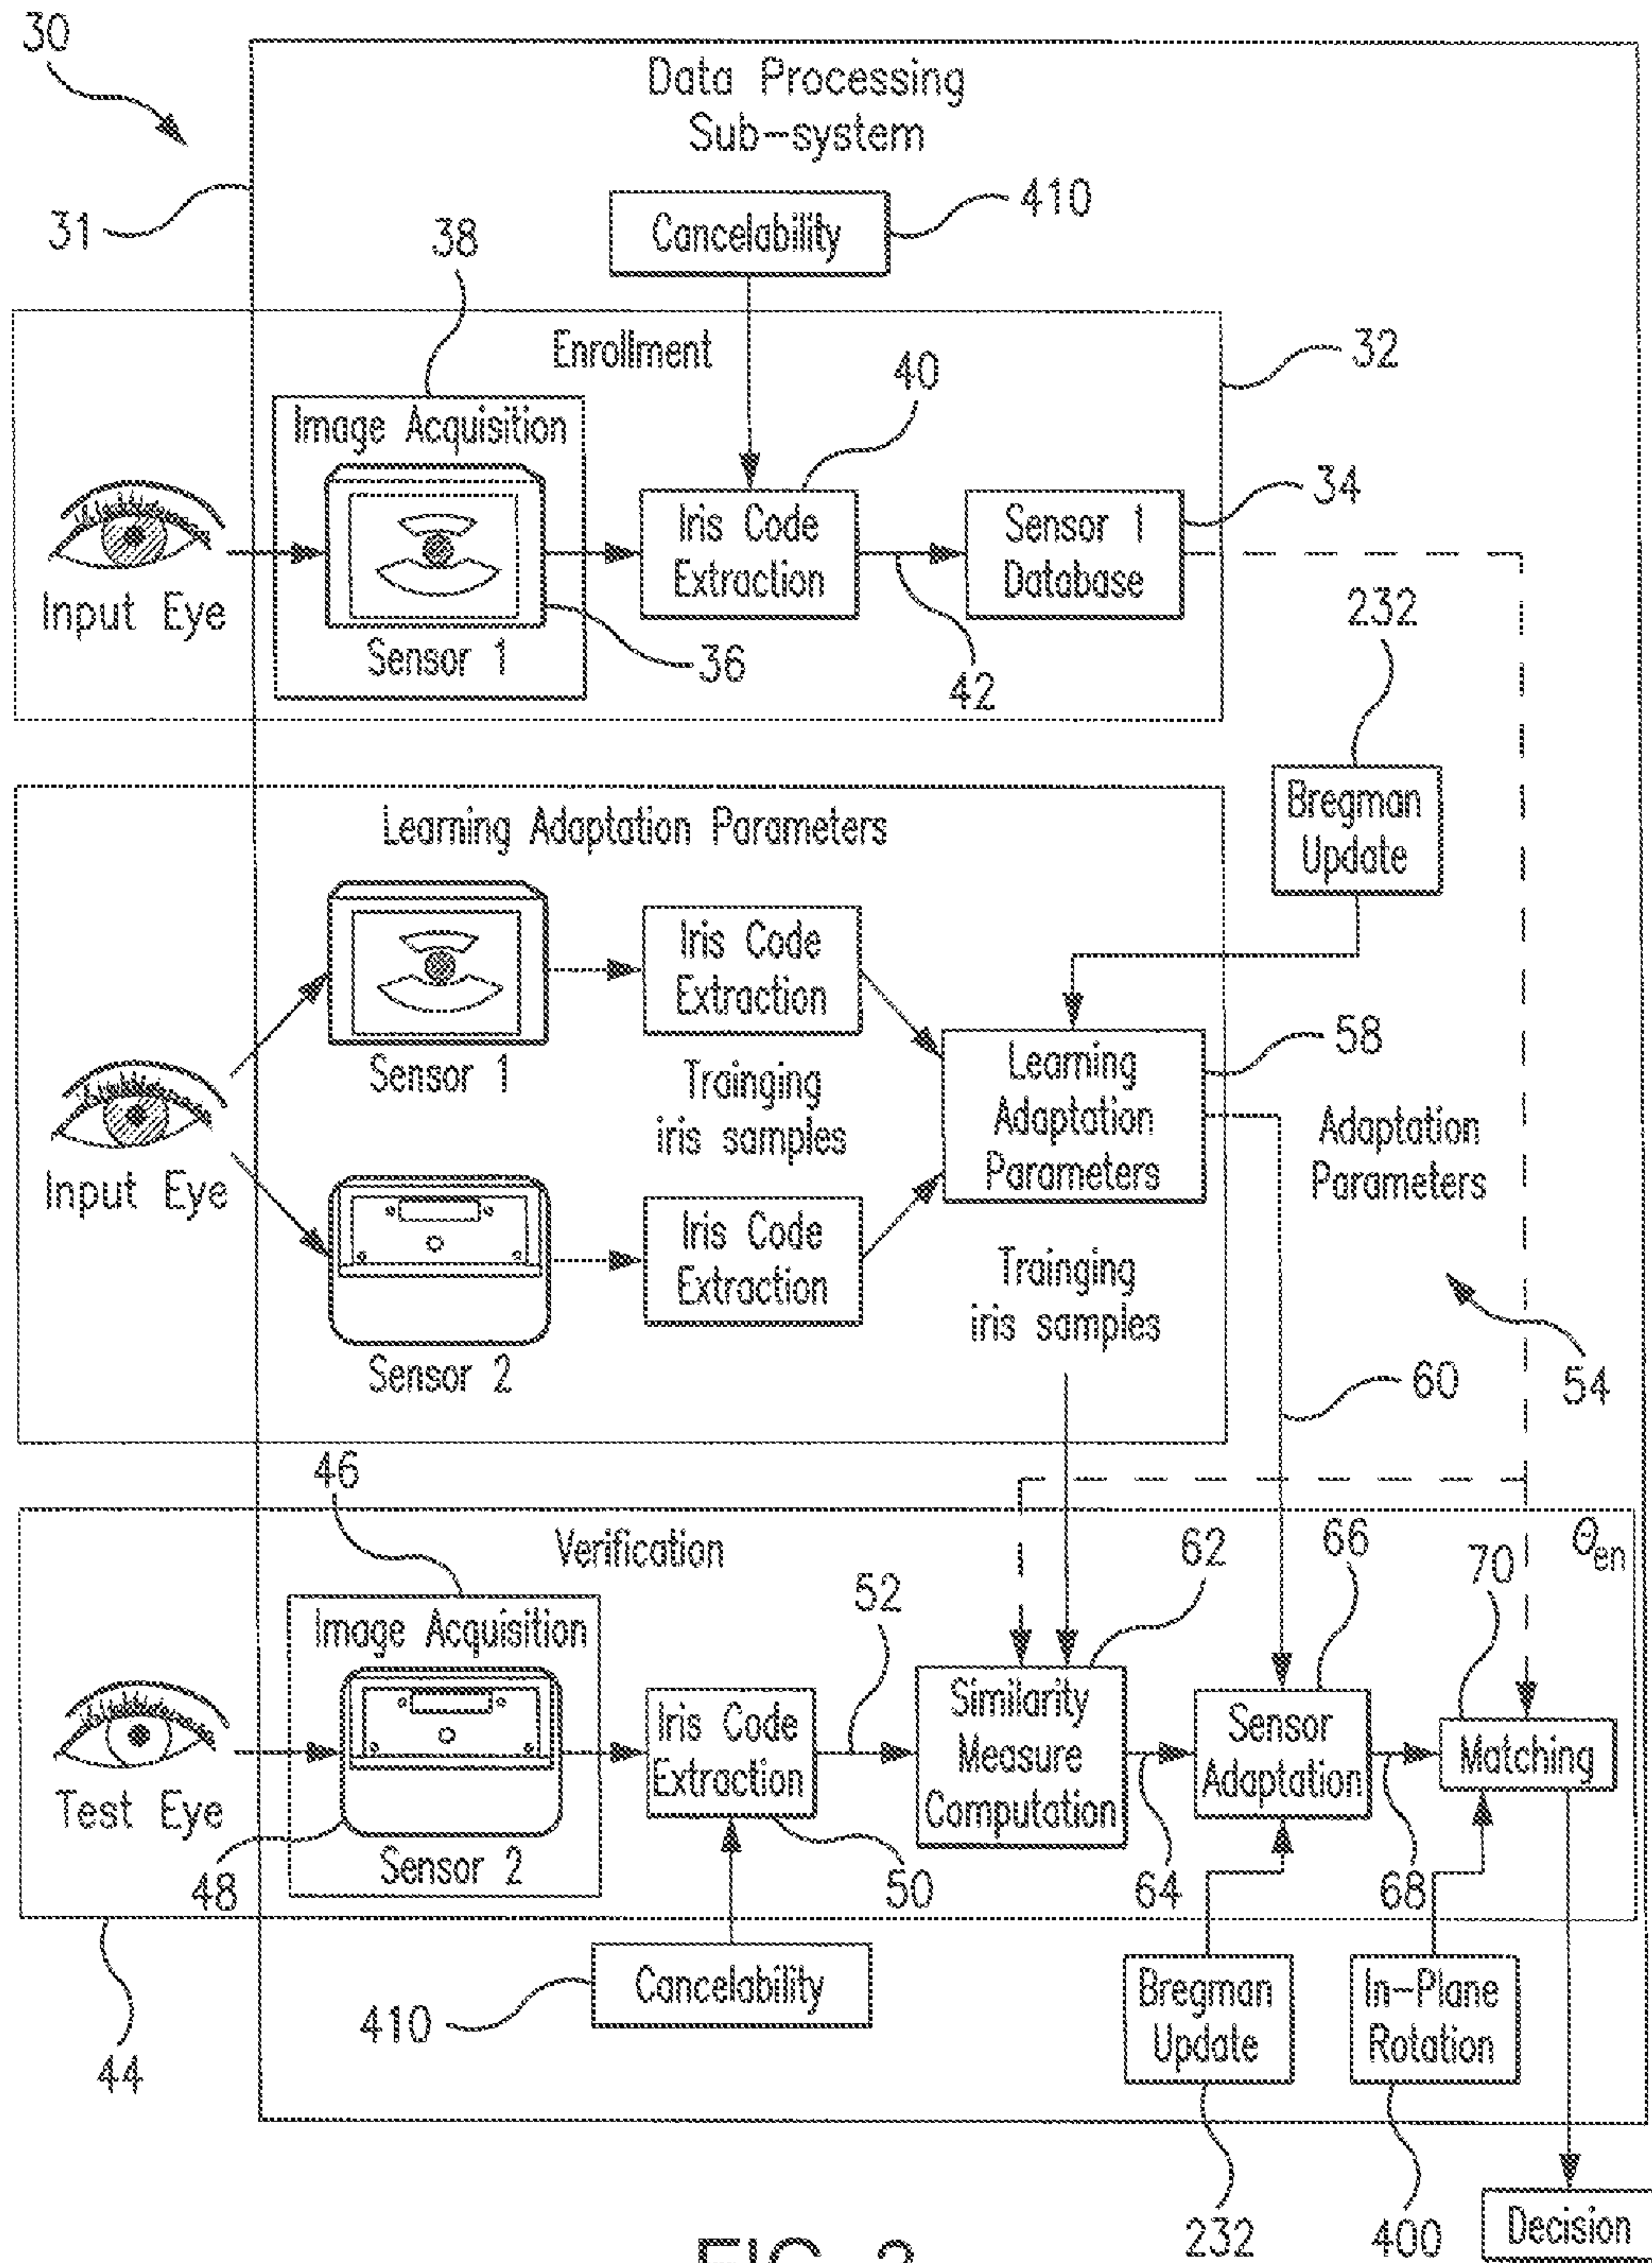 30
Data Processing
Sub-system
31
Cancelability
410
38
Enrollment
32
40
Image Acquisition
34
Iris Code
Extraction
Sensor 1
Database
Input Eye
Sensor 1
36
42
232
Bregman
Update
Learning Adaptation Parameters
Iris Code
Extraction
Sensor 1
58
Trainging
iris samples
Learning
Adaptation
Parameters
Adaptation
Parameters
Input Eye
Iris Code
Extraction
Trainging
iris samples
Sensor 2
60
54
46
Verification
52
62
66
70
θen
Image Acquisition
Iris Code
Extraction
Similarity
Measure
Computation
Sensor
Adaptation
Matching
Test Eye
48
Sensor 2
50
64
68
44
410
Cancelability
Bregman
Update
In-Plane
Rotation
232
400
Decision